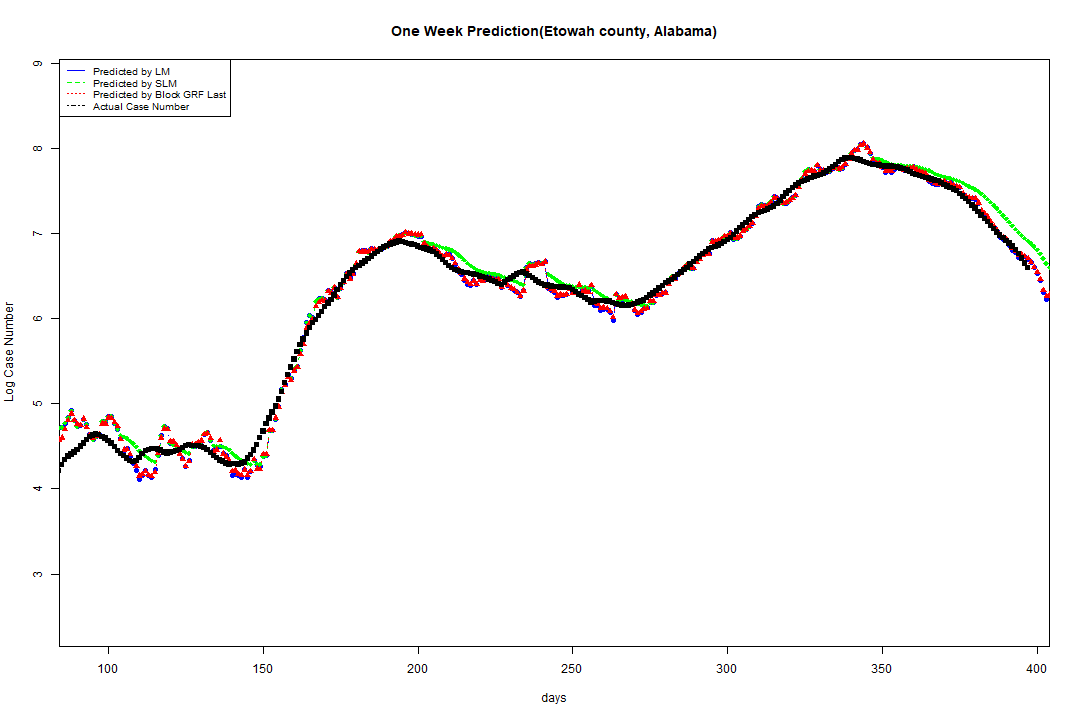 One Week Prediction(Etowah county, Alabama)
Predicted by LM
Predicted by SLM
Predicted by Block GRF Last
Actual Case Number
9
8
7
6
5
4
3
Log Case Number
100 150 200 250 300 350 400
days